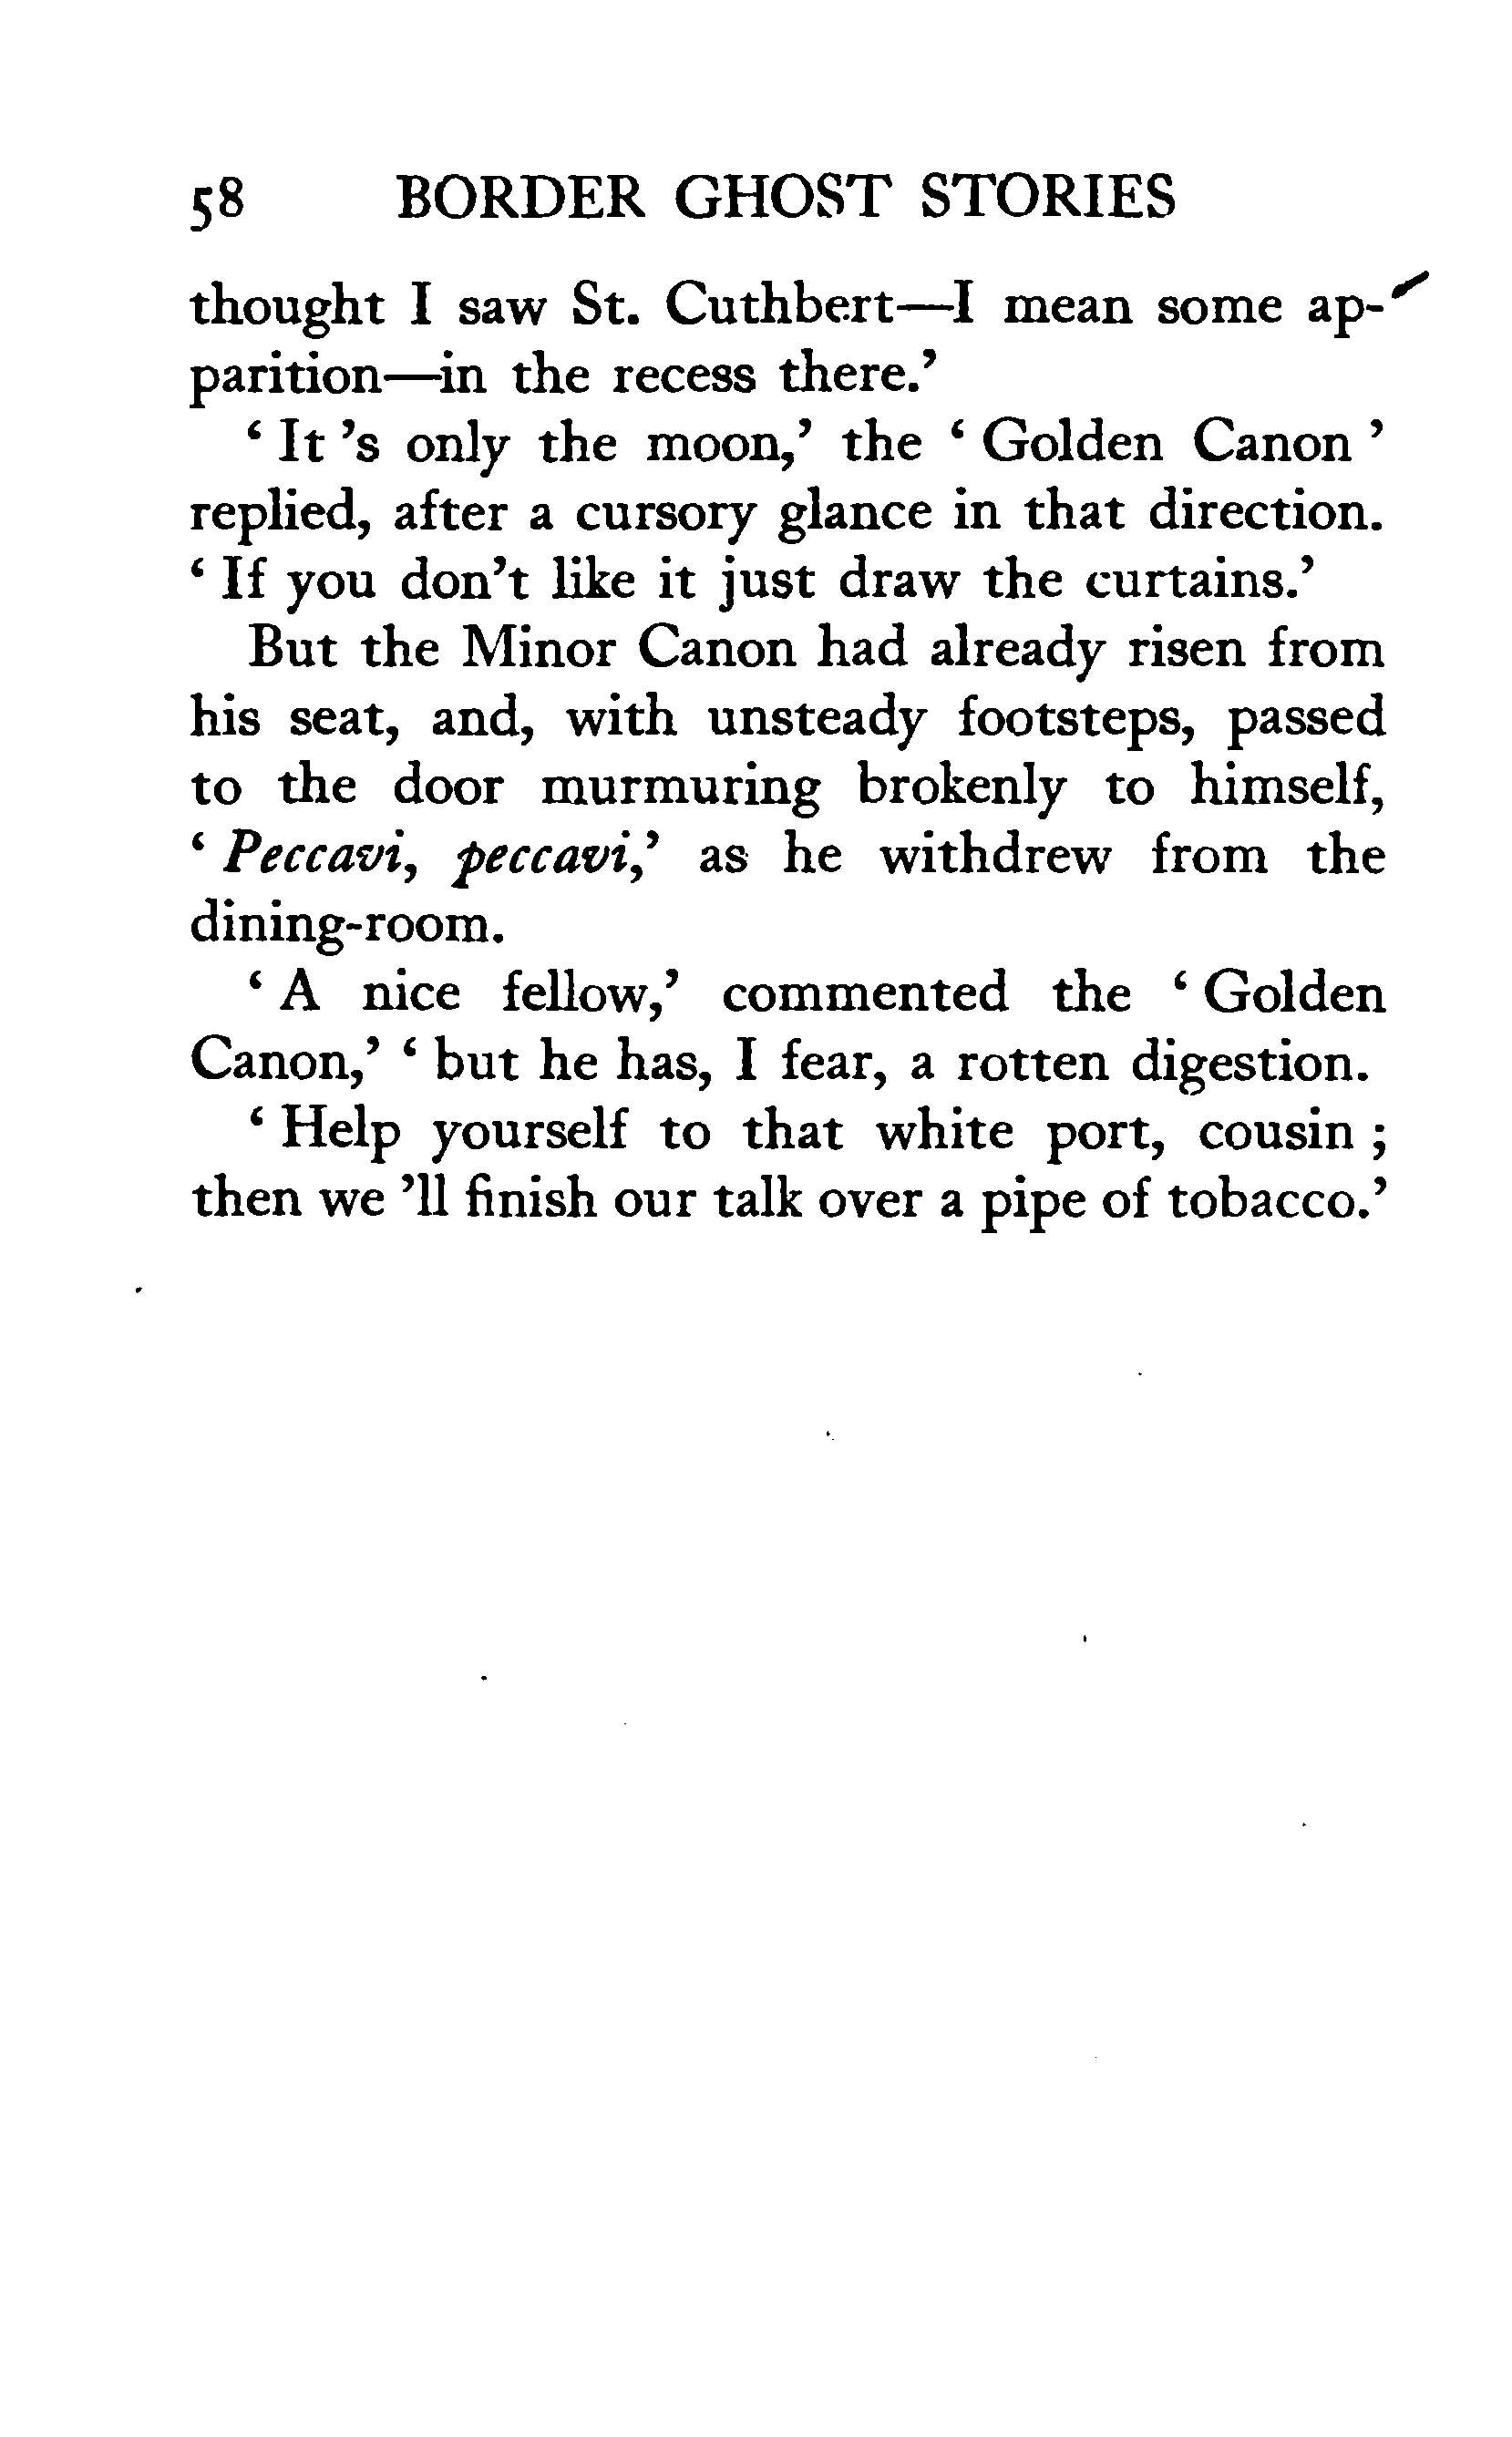 58 BORDER GHOST STORIES
thought I saw St. Cuthbert—I mean some ap-
parition—in the recess there.’
‘ It ’s only the moon,’ the ‘ Golden Canon ’
replied, after a cursory glance in that direction.
‘ If you don’t like it just draw the curtains.’
But the Minor Canon had already risen from
his seat, and, with unsteady footsteps, passed
to the door murmuring brokenly to himself,
‘ Peccavi, peccavi,’ as he withdrew from the
dining-room.
‘ A nice fellow,’ commented the ‘ Golden
Canon,’ ‘ but he has, I fear, a rotten digestion.
‘ Help yourself to that white port, cousin ;
then we ’ll finish our talk over a pipe of tobacco.’